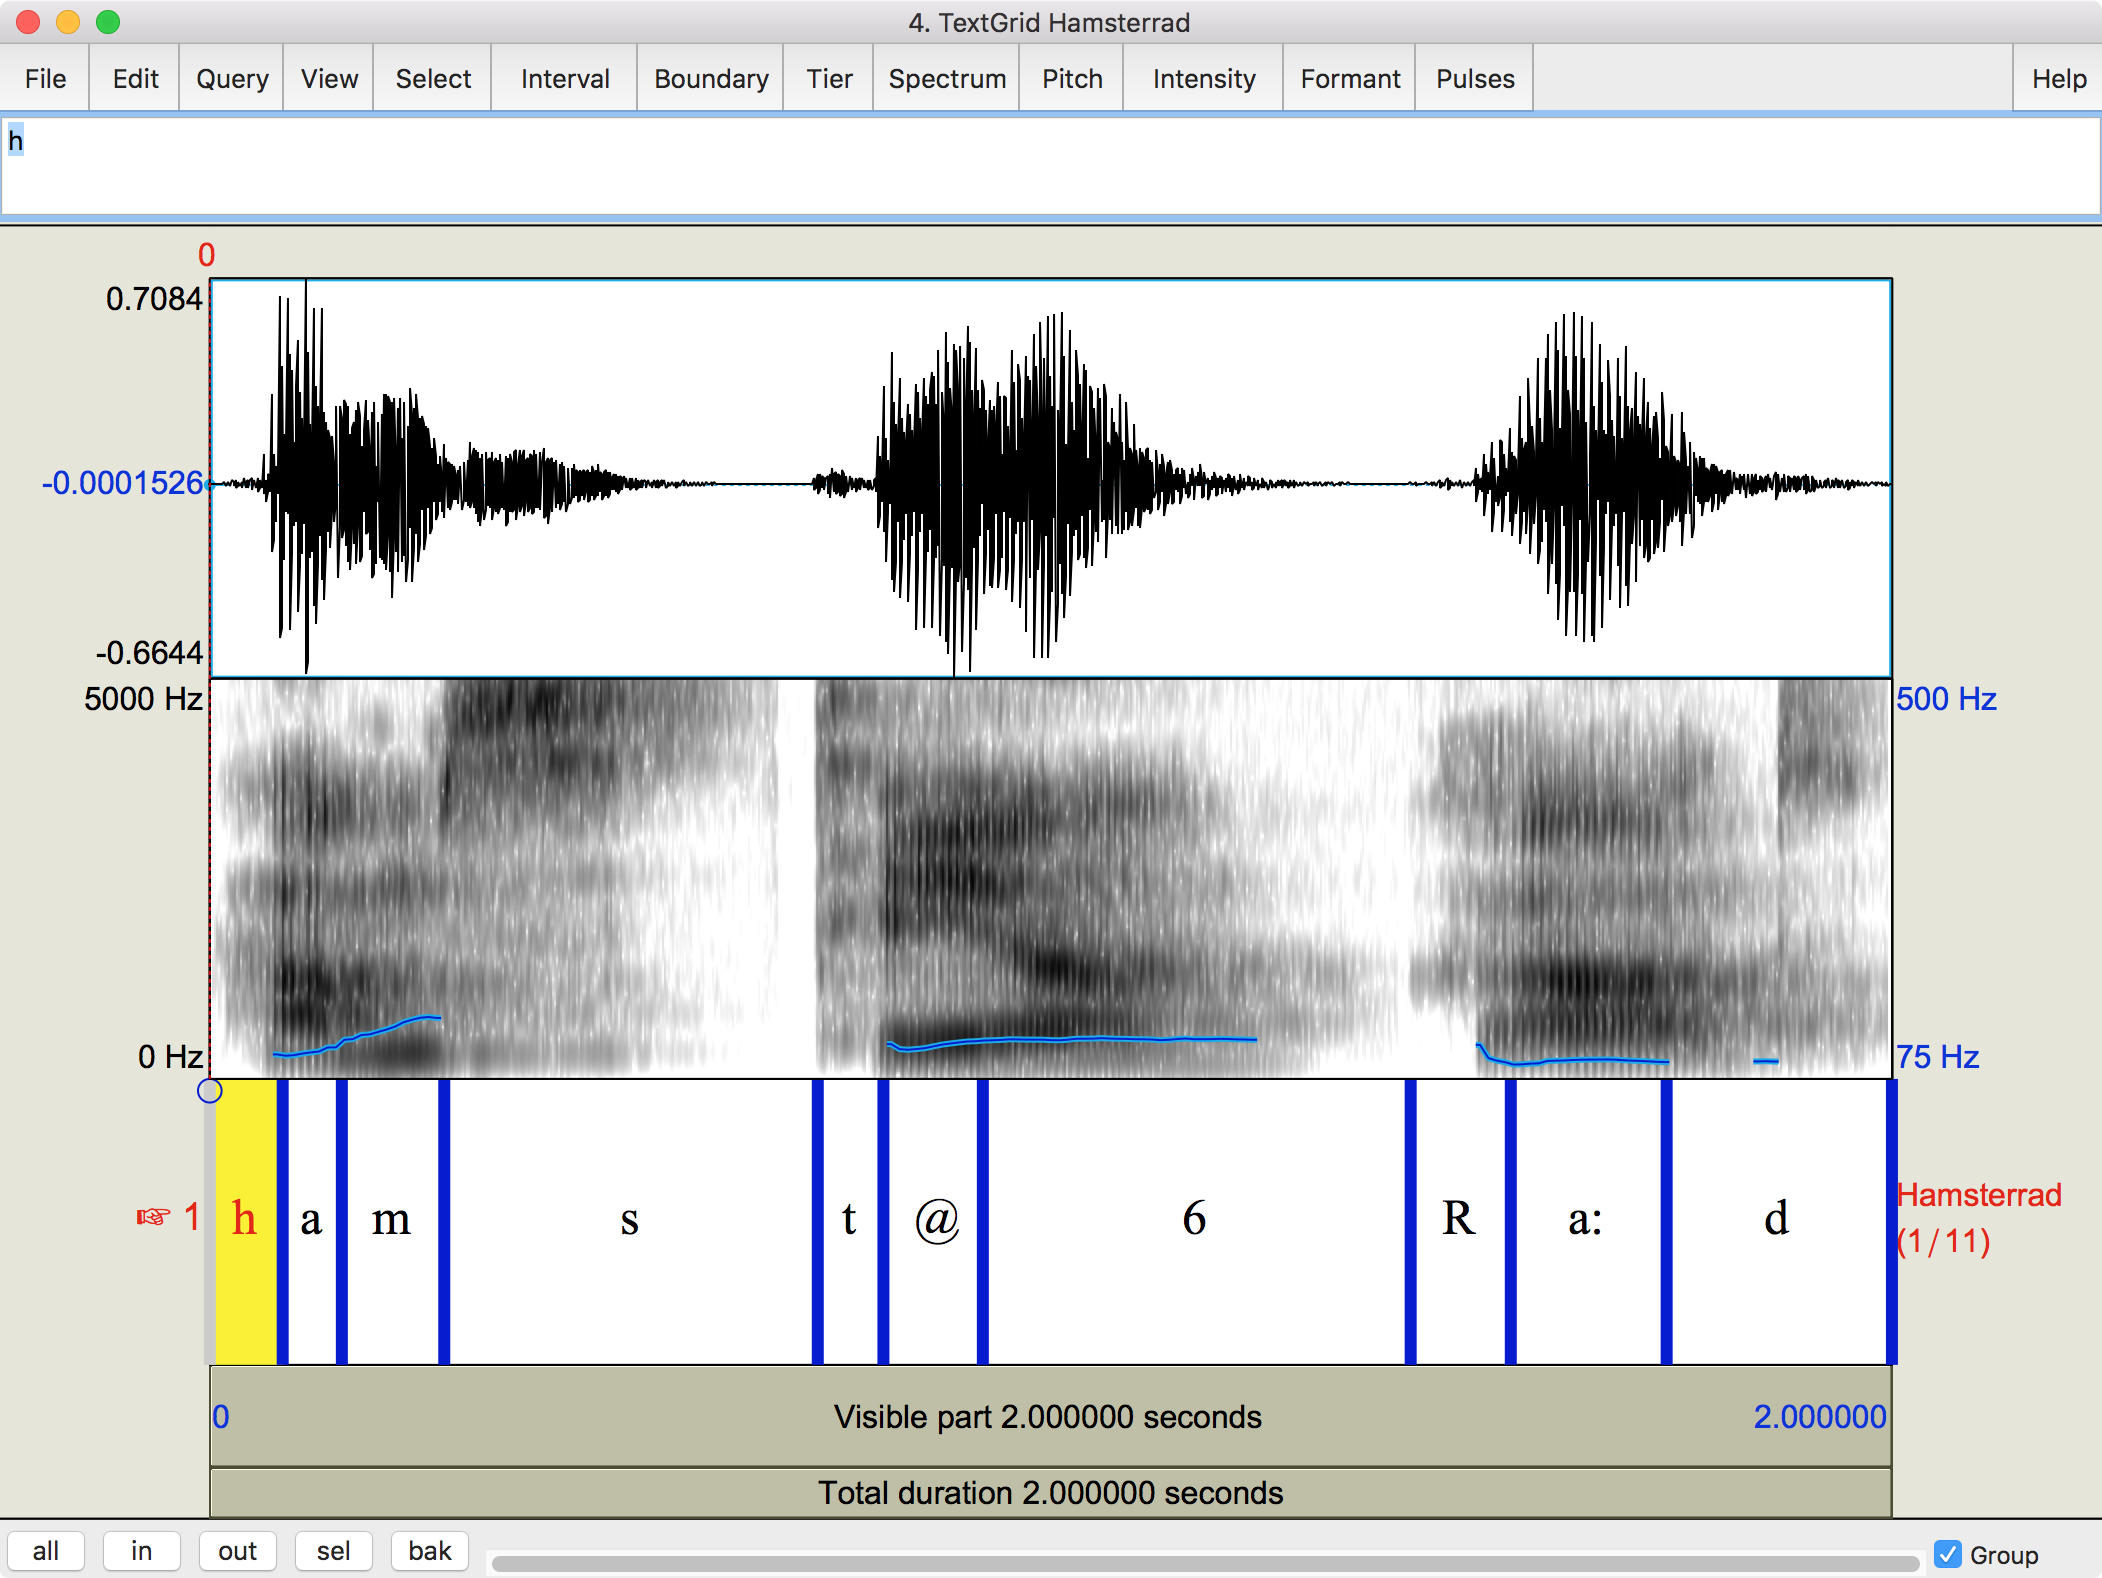 4. TextGrid Hamsterrad
File Edit Query View Select Interval Boundary Tier Spectrum Pitch Intensity Formant Pulses Help
h
0
0.7084
-0.0001526
-0.6644
5000 Hz 500 Hz
0 Hz 75 Hz
☞ 1 h a m s t @ 6 R a: d Hamsterrad
(1/11)
0 Visible part 2.000000 seconds 2.000000
Total duration 2.000000 seconds
all in out sel bak Group